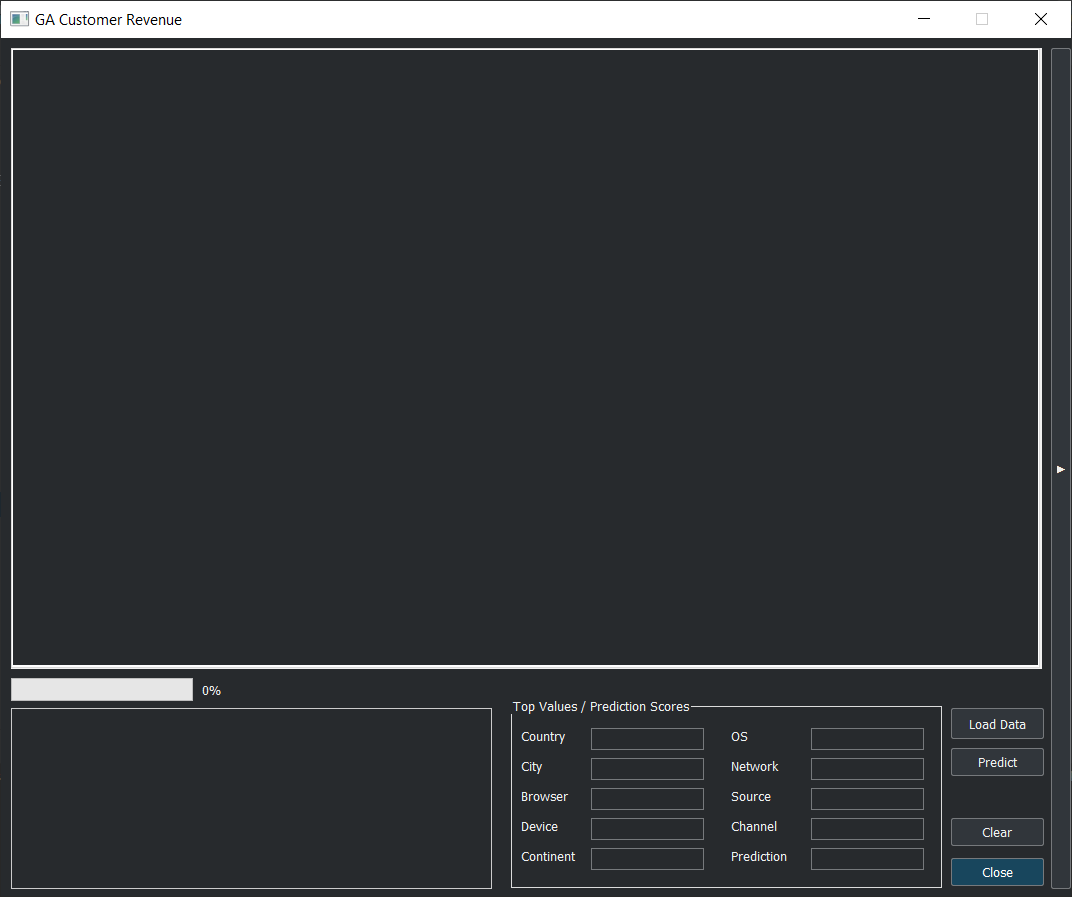 GA Customer Revenue
0%
Top Values / Prediction Scores
Country
OS
City
Network
Browser
Source
Device
Channel
Continent
Prediction
Load Data
Predict
Clear
Close